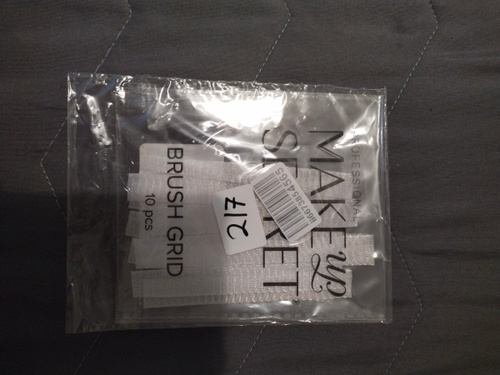 PROFESSIONAL
MAKE up
SECRET
BRUSH GRID
10 pcs
217